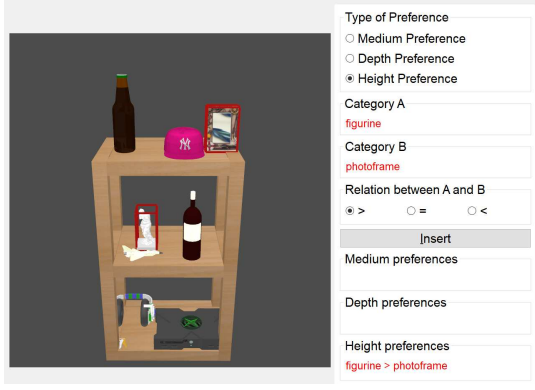 Type of Preference
Medium Preference
Depth Preference
Height Preference
Category A
figurine
Category B
photoframe
Relation between A and B
> = <
Insert
Medium preferences
Depth preferences
Height preferences
figurine > photoframe
NY